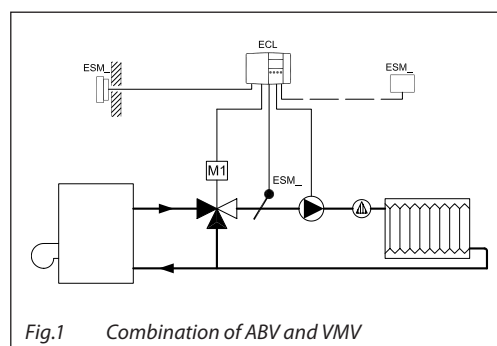 ECL
ESM_
ESM_
M1
ESM_
Fig.1 Combination of ABV and VMV